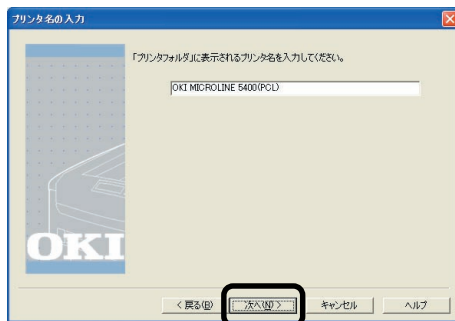 プリンタ名の入力
「プリンタフォルダ」に表示されるプリンタ名を入力してください。
OKI MICROLINE 5400(PCL)
OKI
< 戻る(B)
次へ(N) >
キャンセル
ヘルプ